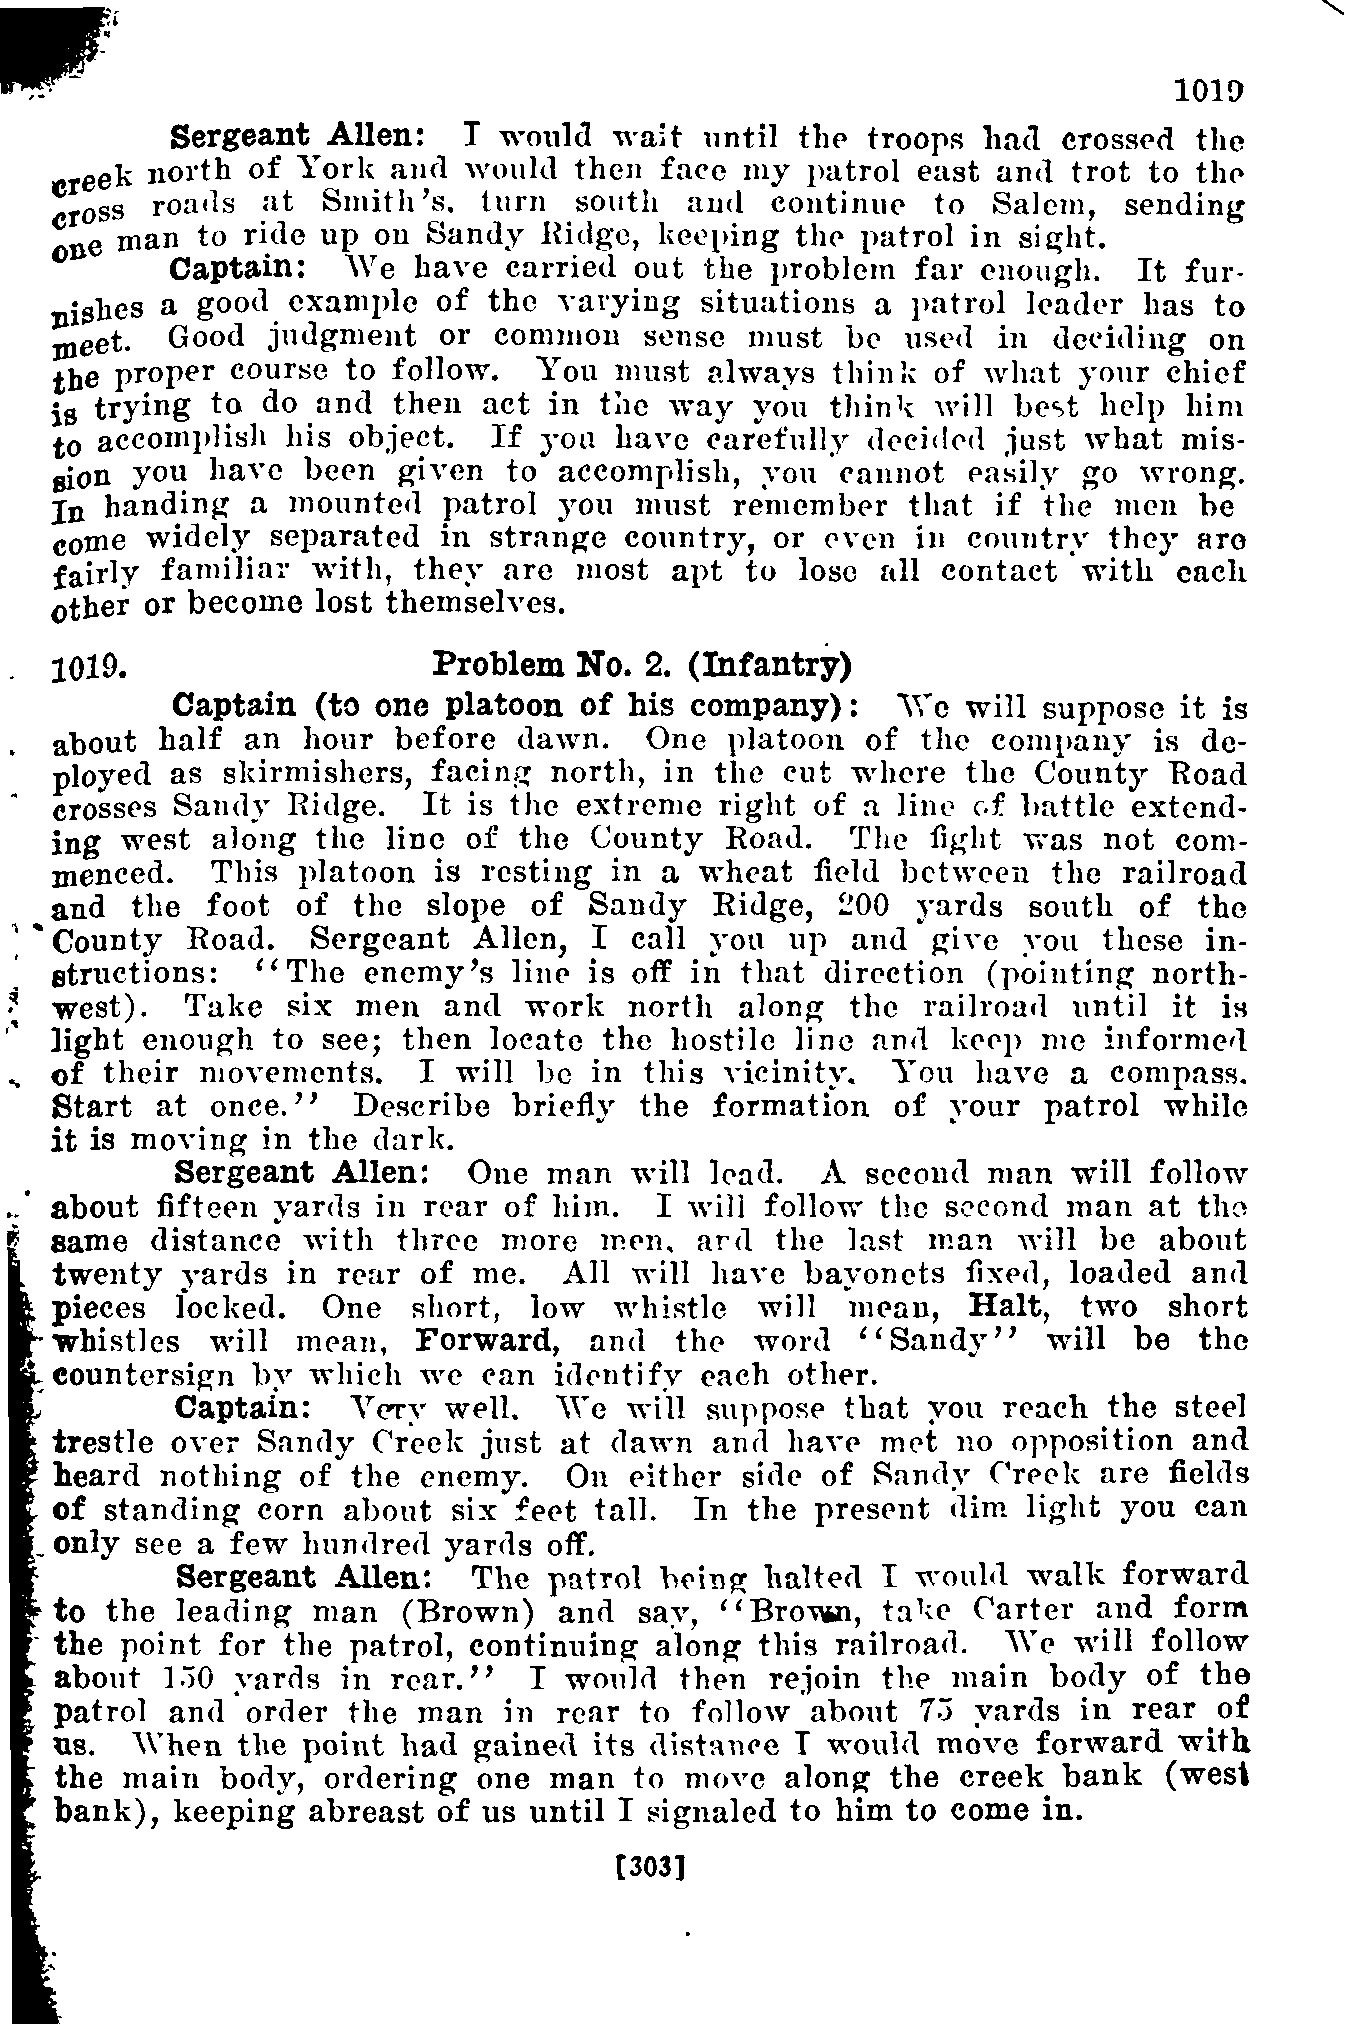 1019
Sergeant Allen: I would wait until the troops had crossed the
creek north of York and would then face my patrol east and trot to the
cross roads at Smith's, turn south and continue to Salem, sending
one man to ride up on Sandy Ridge, keeping the patrol in sight.
Captain: We have carried out the problem far enough. It fur-
nishes a good example of the varying situations a patrol leader has to
meet. Good judgment or common sense must be used in deciding on
the proper course to follow. You must always think of what your chief
is trying to do and then act in the way you think will best help him
to accomplish his object. If you have carefully decided just what mis-
sion you have been given to accomplish, you cannot easily go wrong.
In handing a mounted patrol you must remember that if the men be
come widely separated in strange country, or even in country they are
fairly familiar with, they are most apt to lose all contact with each
other or become lost themselves.
1019. Problem No. 2. (Infantry)
Captain (to one platoon of his company): We will suppose it is
about half an hour before dawn. One platoon of the company is de-
ployed as skirmishers, facing north, in the cut where the County Road
crosses Sandy Ridge. It is the extreme right of a line of battle extend-
ing west along the line of the County Road. The fight was not com-
menced. This platoon is resting in a wheat field between the railroad
and the foot of the slope of Sandy Ridge, 200 yards south of the
County Road. Sergeant Allen, I call you up and give you these in-
structions: "The enemy's line is off in that direction (pointing north-
west). Take six men and work north along the railroad until it is
light enough to see; then locate the hostile line and keep me informed
of their movements. I will be in this vicinity. You have a compass.
Start at once." Describe briefly the formation of your patrol while
it is moving in the dark.
Sergeant Allen: One man will lead. A second man will follow
about fifteen yards in rear of him. I will follow the second man at the
same distance with three more men, and the last man will be about
twenty yards in rear of me. All will have bayonets fixed, loaded and
pieces locked. One short, low whistle will mean, Halt, two short
whistles will mean, Forward, and the word "Sandy" will be the
countersign by which we can identify each other.
Captain: Very well. We will suppose that you reach the steel
trestle over Sandy Creek just at dawn and have met no opposition and
heard nothing of the enemy. On either side of Sandy Creek are fields
of standing corn about six feet tall. In the present dim light you can
only see a few hundred yards off.
Sergeant Allen: The patrol being halted I would walk forward
to the leading man (Brown) and say, "Brown, take Carter and form
the point for the patrol, continuing along this railroad. We will follow
about 150 yards in rear." I would then rejoin the main body of the
patrol and order the man in rear to follow about 75 yards in rear of
us. When the point had gained its distance I would move forward with
the main body, ordering one man to move along the creek bank (west
bank), keeping abreast of us until I signaled to him to come in.
[303]